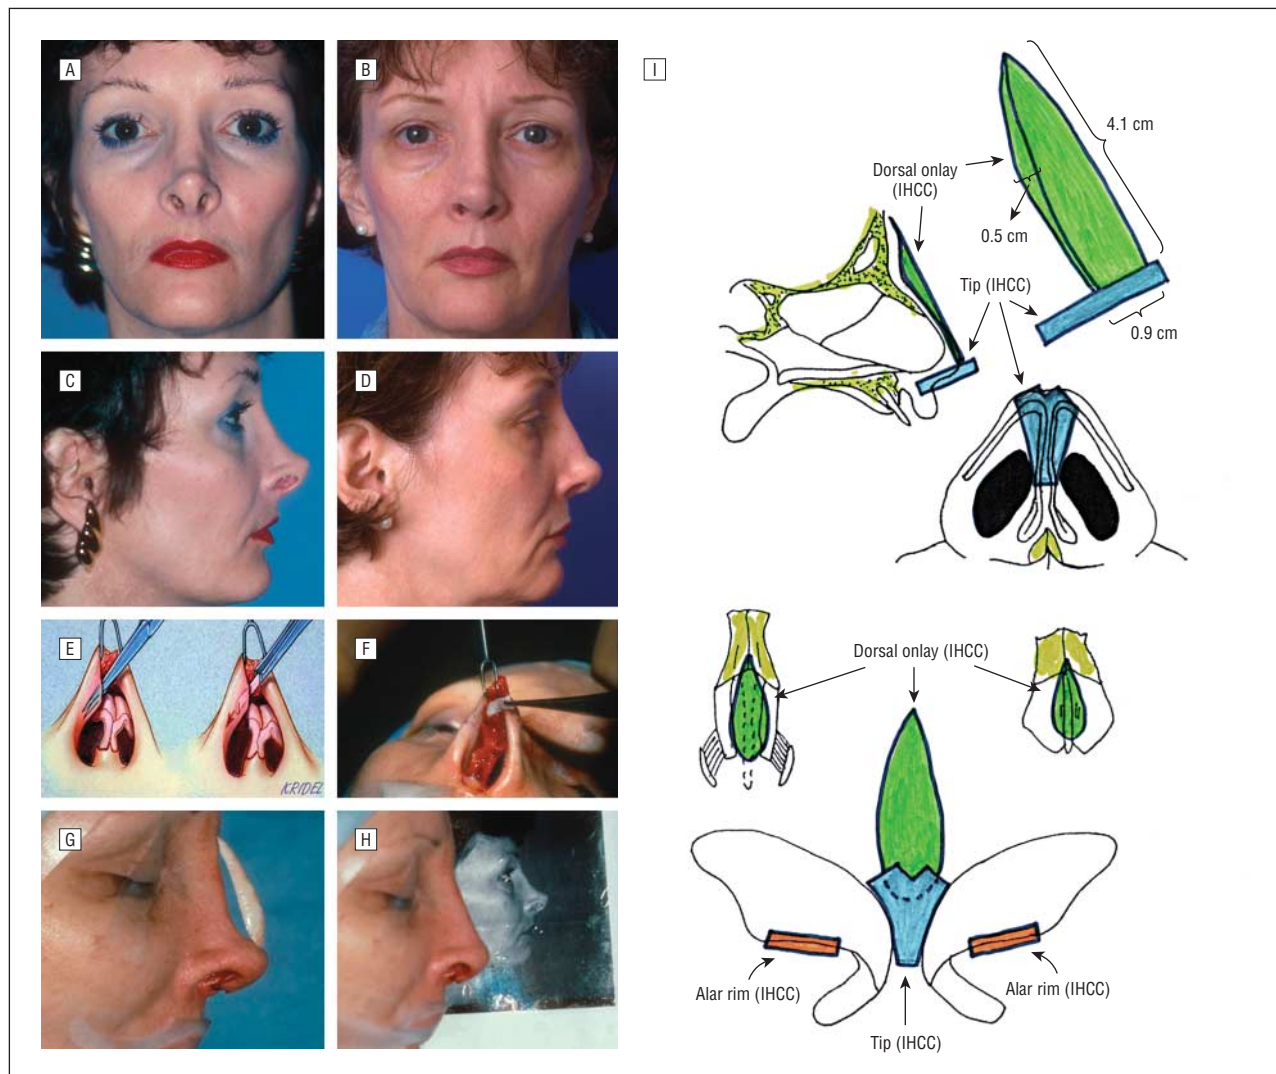 A
B
C
D
E
F
KRIDEL
G
H
I
4.1 cm
Dorsal onlay
(IHCC)
0.5 cm
Tip (IHCC)
0.9 cm
Dorsal onlay (IHCC)
Alar rim (IHCC)
Alar rim (IHCC)
Tip (IHCC)